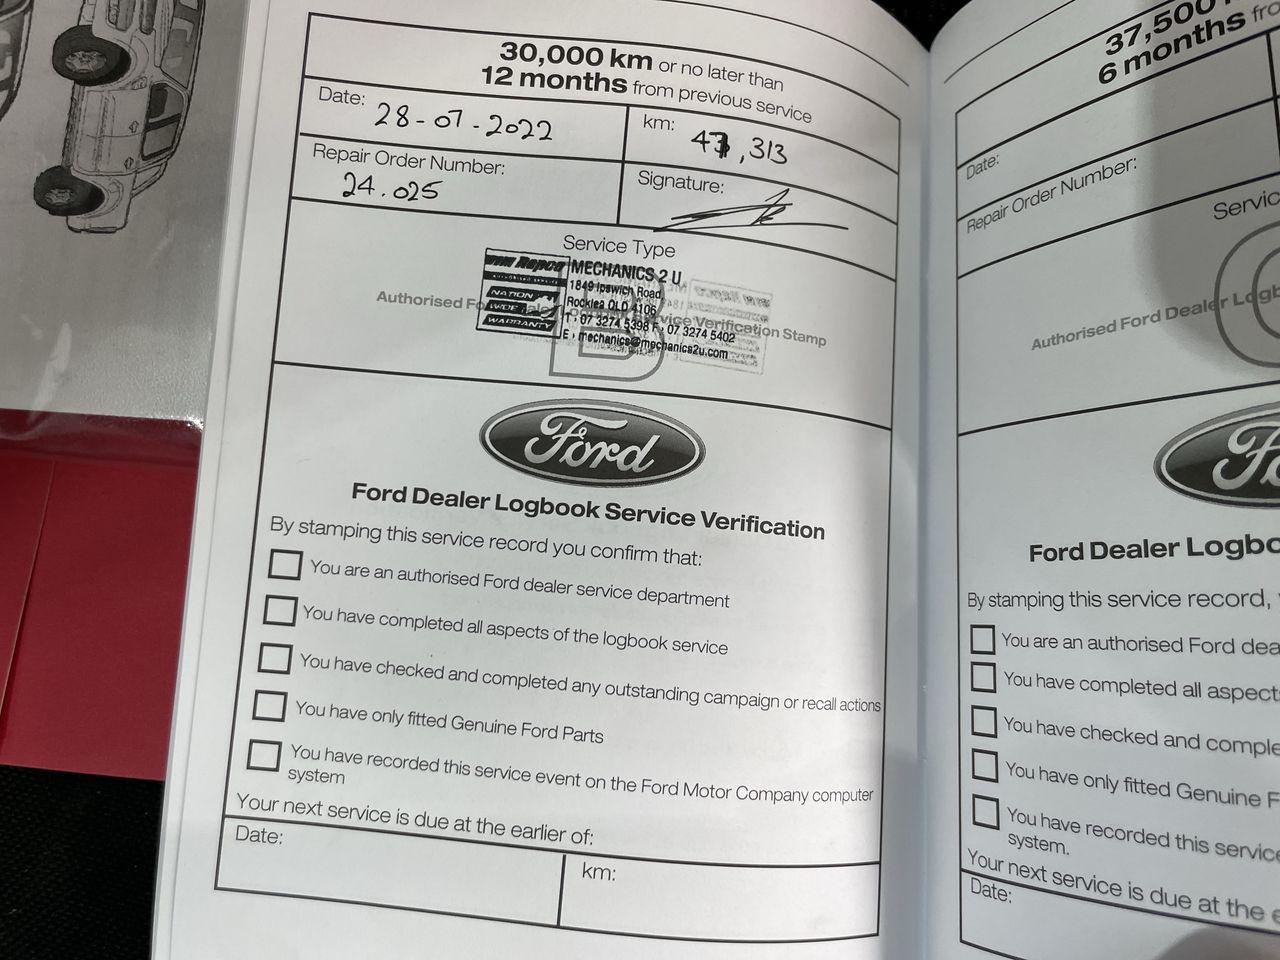 30,000 km or no later than
12 months from previous service
Date: 28-07-2022
km: 47,313
Repair Order Number:
24.025
Signature:
Service Type
B
Authorised Ford Dealer Logbook Service Verification Stamp
Repco
AUTHORISED SERVICE
NATION
WIDE
WARRANTY
MECHANICS 2 U
1849 Ipswich Road
Rocklea QLD 4106
T: 07 3274 5398 F: 07 3274 5402
E: mechanics@mechanics2u.com
Ford
Ford Dealer Logbook Service Verification
By stamping this service record you confirm that:
You are an authorised Ford dealer service department
You have completed all aspects of the logbook service
You have checked and completed any outstanding campaign or recall actions
You have only fitted Genuine Ford Parts
You have recorded this service event on the Ford Motor Company computer
system
Your next service is due at the earlier of:
Date:
km:
37,500
6 months
Date:
Repair Order Number:
Authorised Ford Dealer
Ford Dealer
By stamping this service record,
You are an authorised Ford
You have completed all
You have checked and
You have only fitted Genuine
You have recorded this
system.
Your next service is due at the
Date: